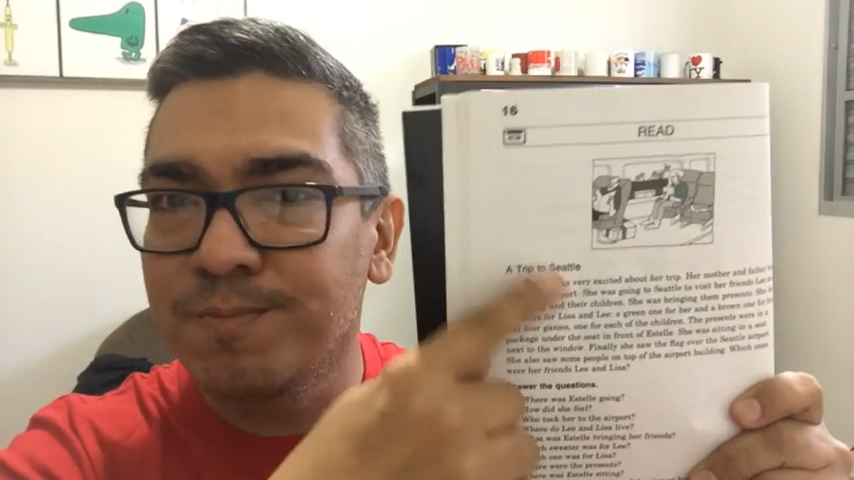 16
READ
A Trip to Seattle
very excited about her trip. Her mother and father
She was going to Seattle to visit her friends Lee
and their children. She was bringing them presents. She
for Lisa and Lee: a green one for her and a brown one for
four games, one for each of the children. The presents were in a
package under the seat in front of Estelle. She was sitting in a seat
next to the window. Finally she saw the flag over the Seattle airport.
She also saw some people on top of the airport building. Which ones
were her friends Lee and Lisa?
the questions.
Where was Estelle going?
How did she feel?
Who took her to the airport?
Where do Lee and Lisa live?
was Estelle bringing her friends?
sweater was for Lee?
one was for Lisa?
were the presents?
was Estelle sitting?
NY